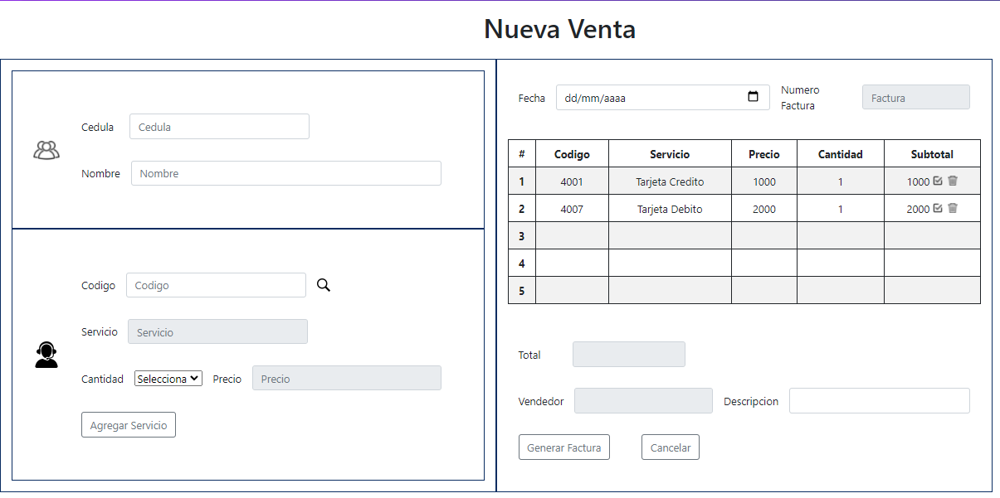 Nueva Venta
Cedula Cedula
Nombre Nombre
Codigo Codigo
Servicio Servicio
Cantidad Selecciona Precio Precio
Agregar Servicio
Fecha dd/mm/aaaa Numero Factura Factura
# Codigo Servicio Precio Cantidad Subtotal
1 4001 Tarjeta Credito 1000 1 1000
2 4007 Tarjeta Debito 2000 1 2000
3
4
5
Total
Vendedor Descripcion
Generar Factura Cancelar